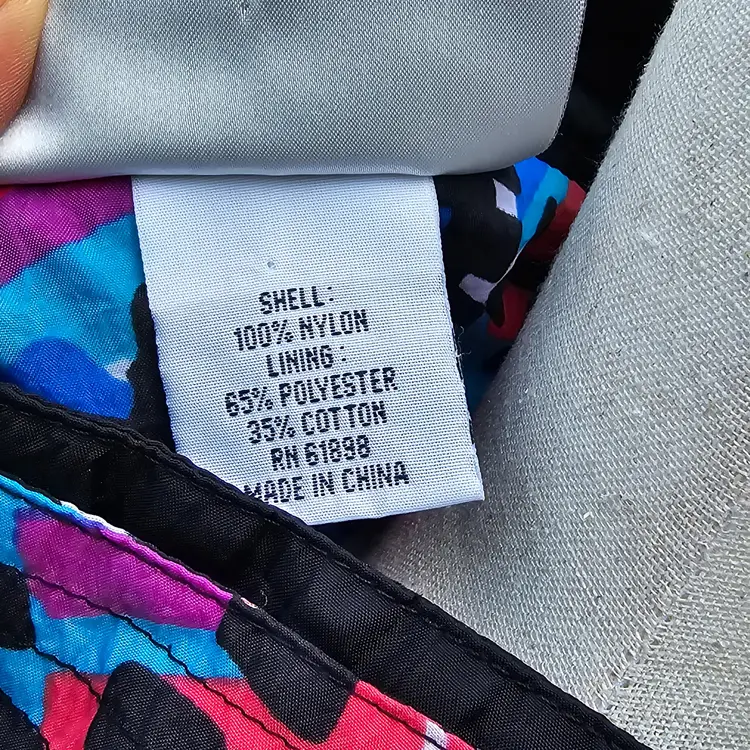 SHELL:
100% NYLON
LINING:
65% POLYESTER
35% COTTON
RN 61898
MADE IN CHINA